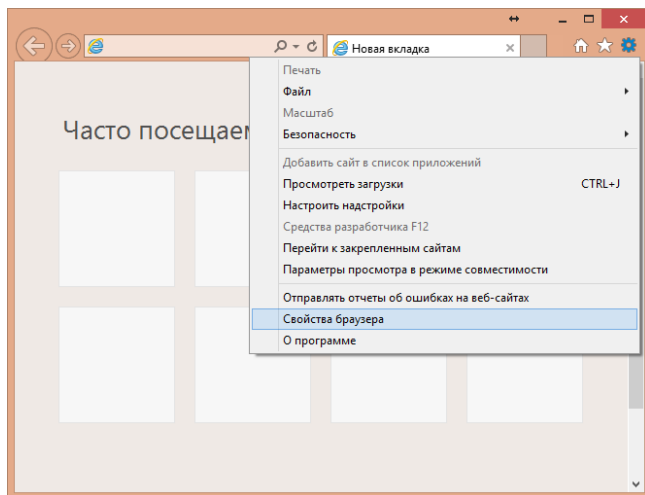 Новая вкладка
Часто посещаем
Печать
Файл
Масштаб
Безопасность
Добавить сайт в список приложений
Просмотреть загрузки CTRL+J
Настроить надстройки
Средства разработчика F12
Перейти к закрепленным сайтам
Параметры просмотра в режиме совместимости
Отправлять отчеты об ошибках на веб-сайтах
Свойства браузера
О программе